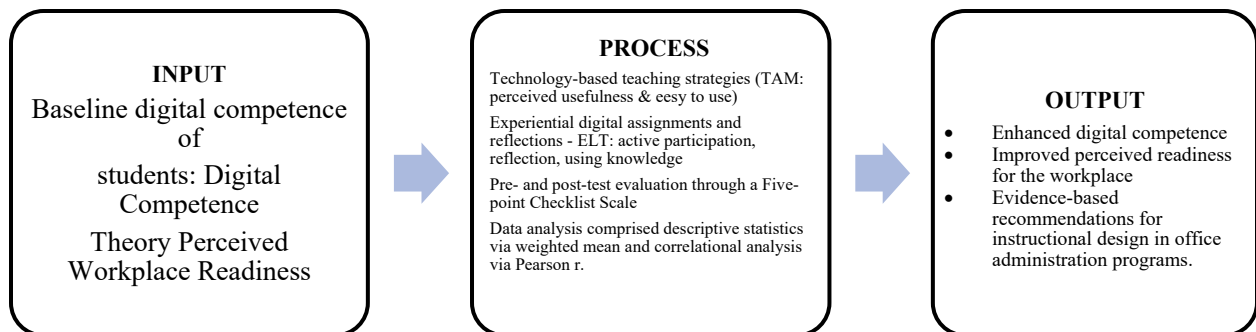 INPUT
Baseline digital competence
of
students: Digital
Competence
Theory Perceived
Workplace Readiness
PROCESS
Technology-based teaching strategies (TAM:
perceived usefulness & eesy to use)
Experiential digital assignments and
reflections - ELT: active participation,
reflection, using knowledge
Pre- and post-test evaluation through a Five-
point Checklist Scale
Data analysis comprised descriptive statistics
via weighted mean and correlational analysis
via Pearson r.
OUTPUT
• Enhanced digital competence
• Improved perceived readiness
for the workplace
• Evidence-based
recommendations for
instructional design in office
administration programs.